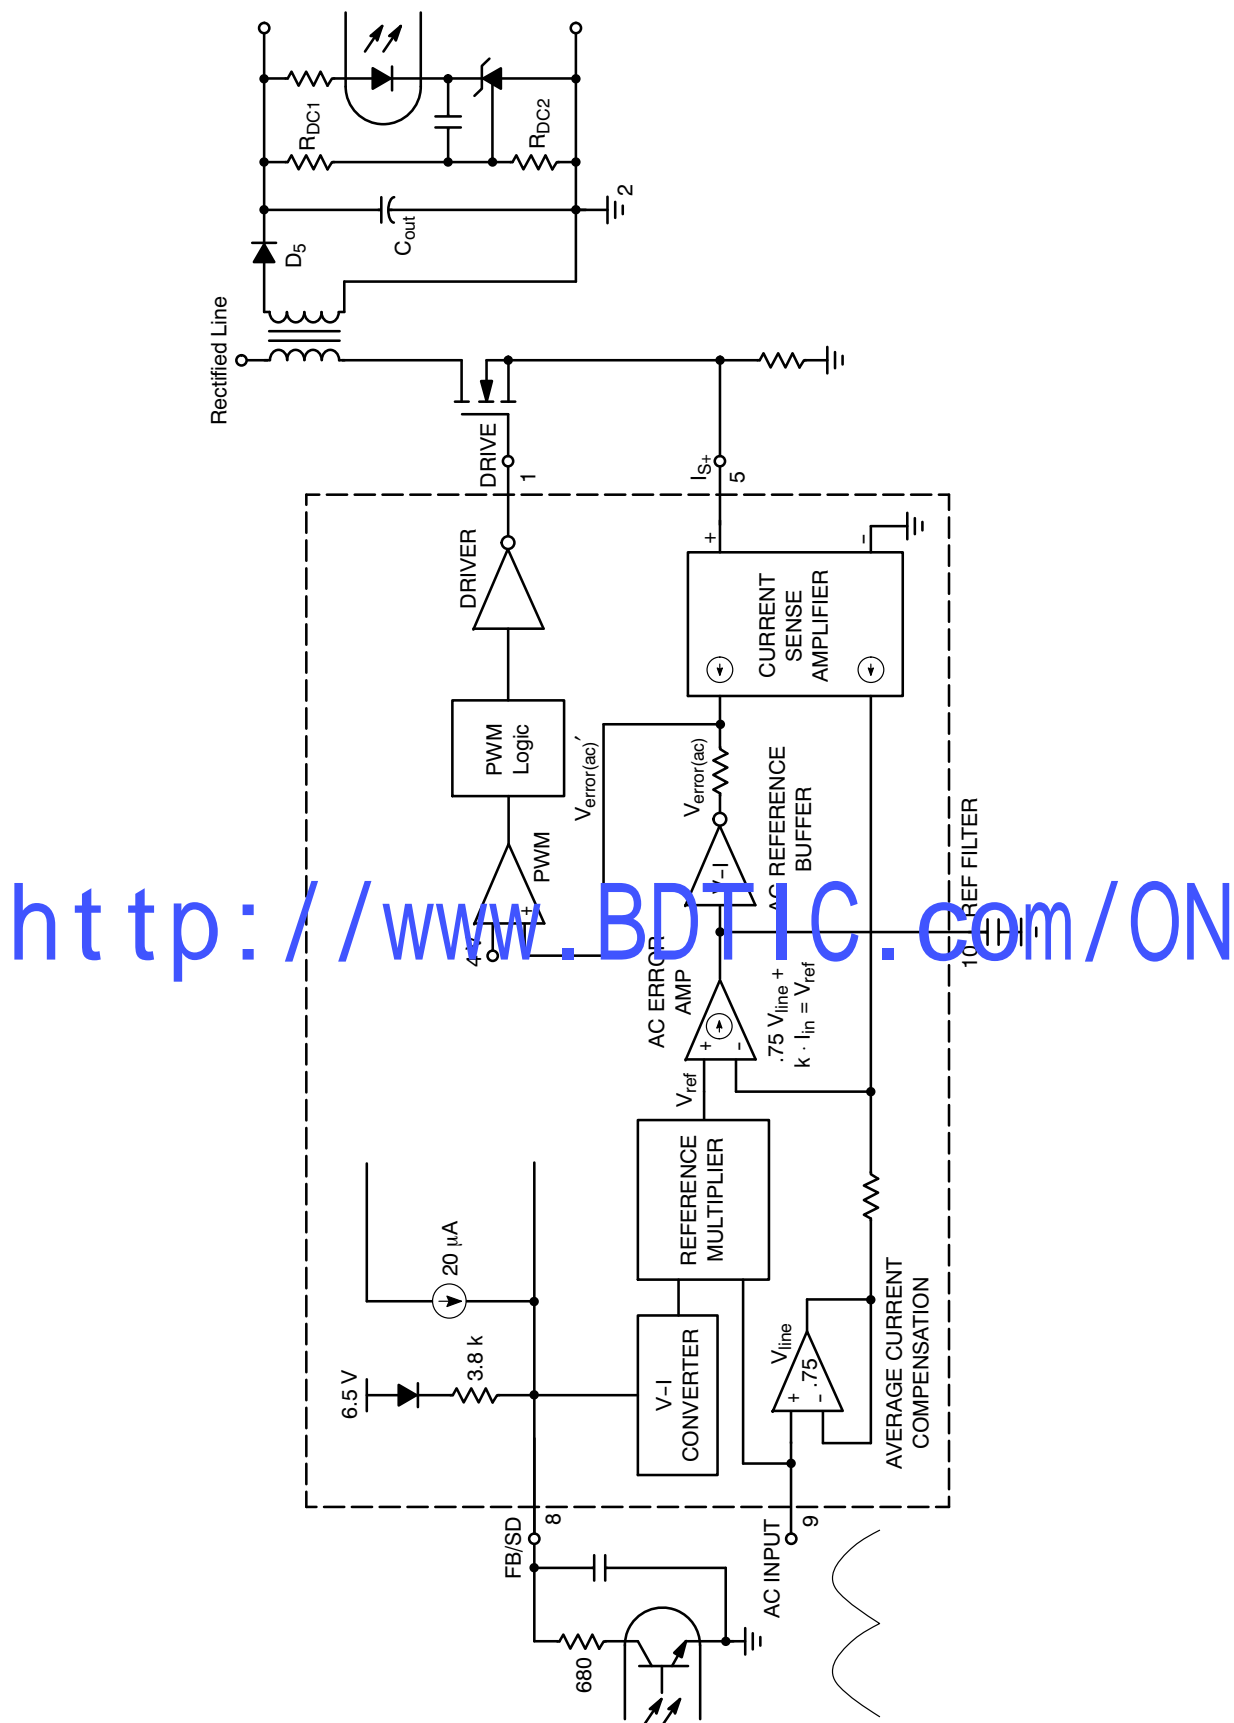 Rectified Line
D5
Cout
RDC1
RDC2
2
DRIVE
1
IS+
5
DRIVER
PWM
Logic
PWM
+
Verror(ac)′
Verror(ac)
+
-
CURRENT
SENSE
AMPLIFIER
V-I
AC REFERENCE
BUFFER
REF FILTER
10
AC ERROR
AMP
+
-
.75 Vline +
k · Iin = Vref
Vref
REFERENCE
MULTIPLIER
20 μA
6.5 V
3.8 k
V-I
CONVERTER
Vline
.75
+
-
AVERAGE CURRENT
COMPENSATION
FB/SD
8
AC INPUT
9
680
http://www.BDTIC.com/ON